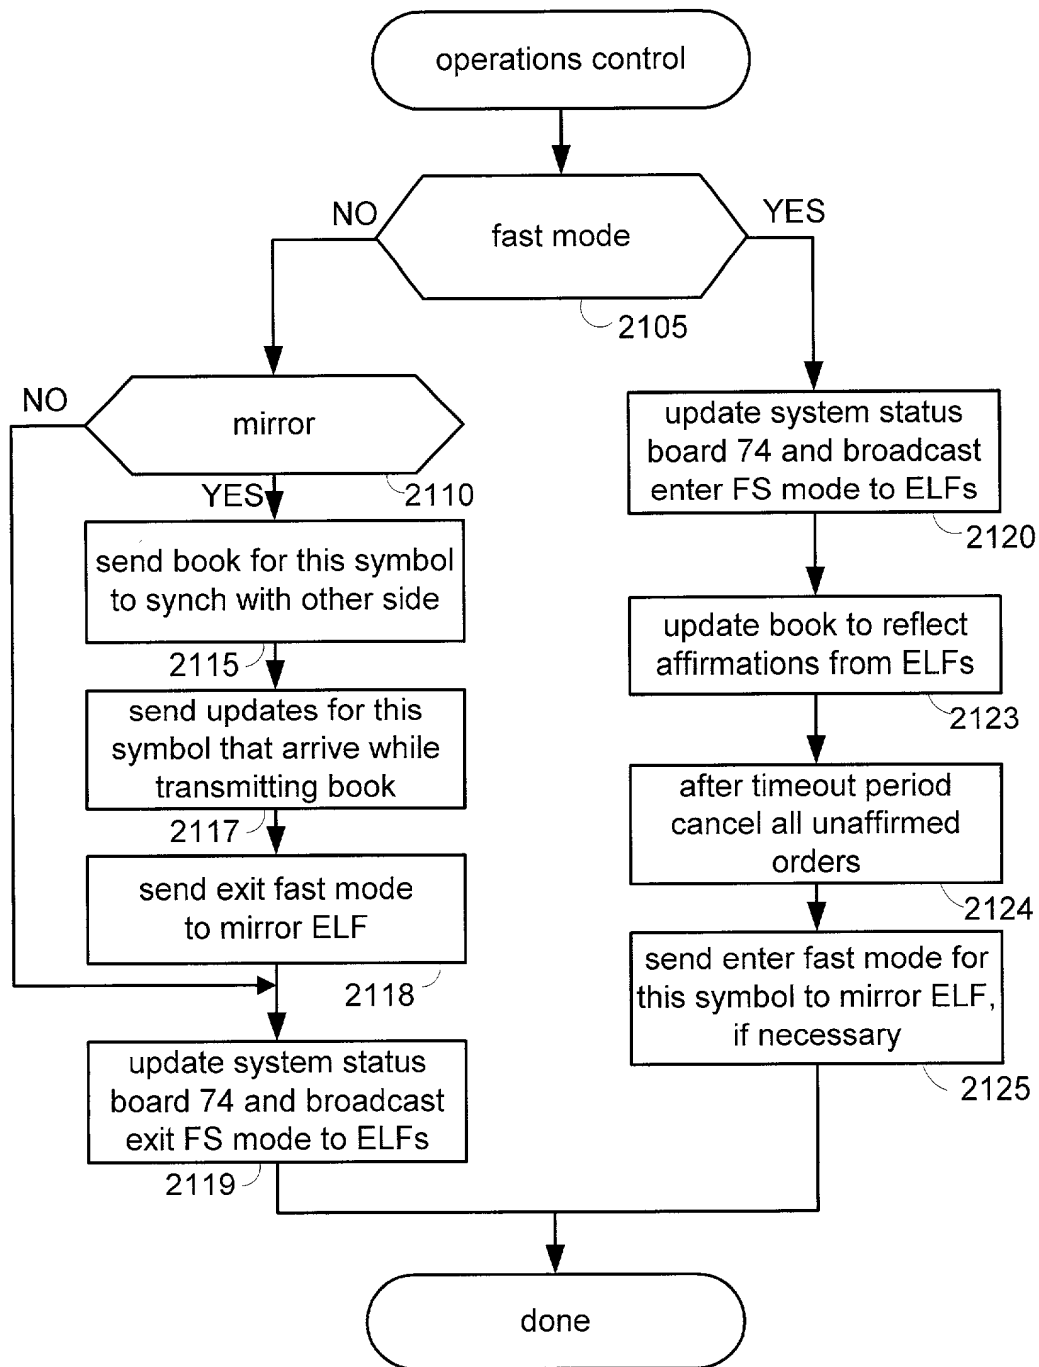 operations control
NO
YES
fast mode
2105
NO
mirror
YES
2110
send book for this symbol
to synch with other side
2115
send updates for this
symbol that arrive while
transmitting book
2117
send exit fast mode
to mirror ELF
2118
update system status
board 74 and broadcast
exit FS mode to ELFs
2119
update system status
board 74 and broadcast
enter FS mode to ELFs
2120
update book to reflect
affirmations from ELFs
2123
after timeout period
cancel all unaffirmed
orders
2124
send enter fast mode for
this symbol to mirror ELF,
if necessary
2125
done